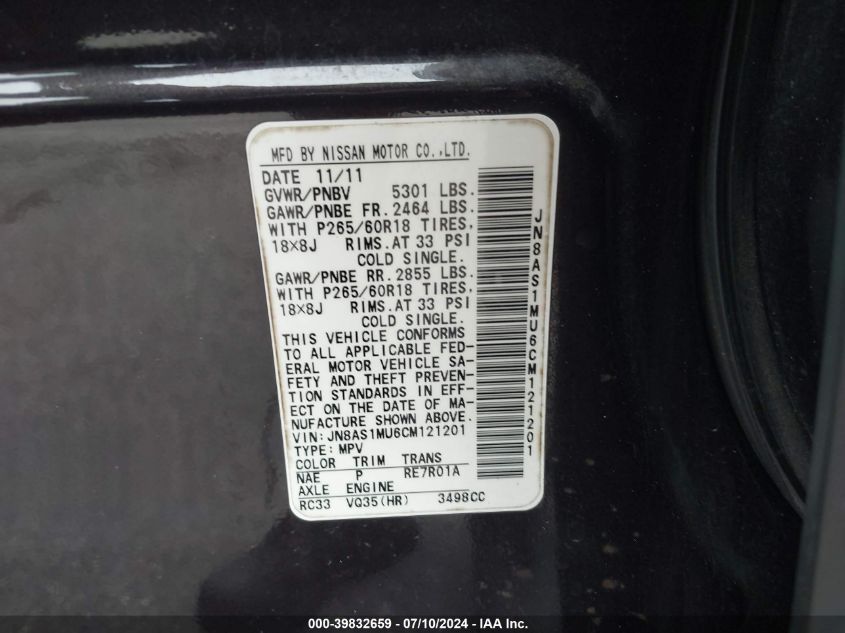 MFD BY NISSAN MOTOR CO.,LTD.
DATE 11/11
GVWR/PNBV 5301 LBS.
GAWR/PNBE FR. 2464 LBS.
WITH P265/60R18 TIRES,
18X8J RIMS. AT 33 PSI
COLD SINGLE.
GAWR/PNBE RR. 2855 LBS.
WITH P265/60R18 TIRES,
18X8J RIMS. AT 33 PSI
COLD SINGLE.
THIS VEHICLE CONFORMS
TO ALL APPLICABLE FED-
ERAL MOTOR VEHICLE SA-
FETY AND THEFT PREVEN-
TION STANDARDS IN EFF-
ECT ON THE DATE OF MA-
NUFACTURE SHOWN ABOVE.
VIN: JN8AS1MU6CM121201
TYPE: MPV
COLOR TRIM TRANS
NAE P RE7R01A
AXLE ENGINE
RC33 VQ35(HR) 3498CC
JN8AS1MU6CM121201
000-39832659 / 07/10/2024 - IAA Inc.